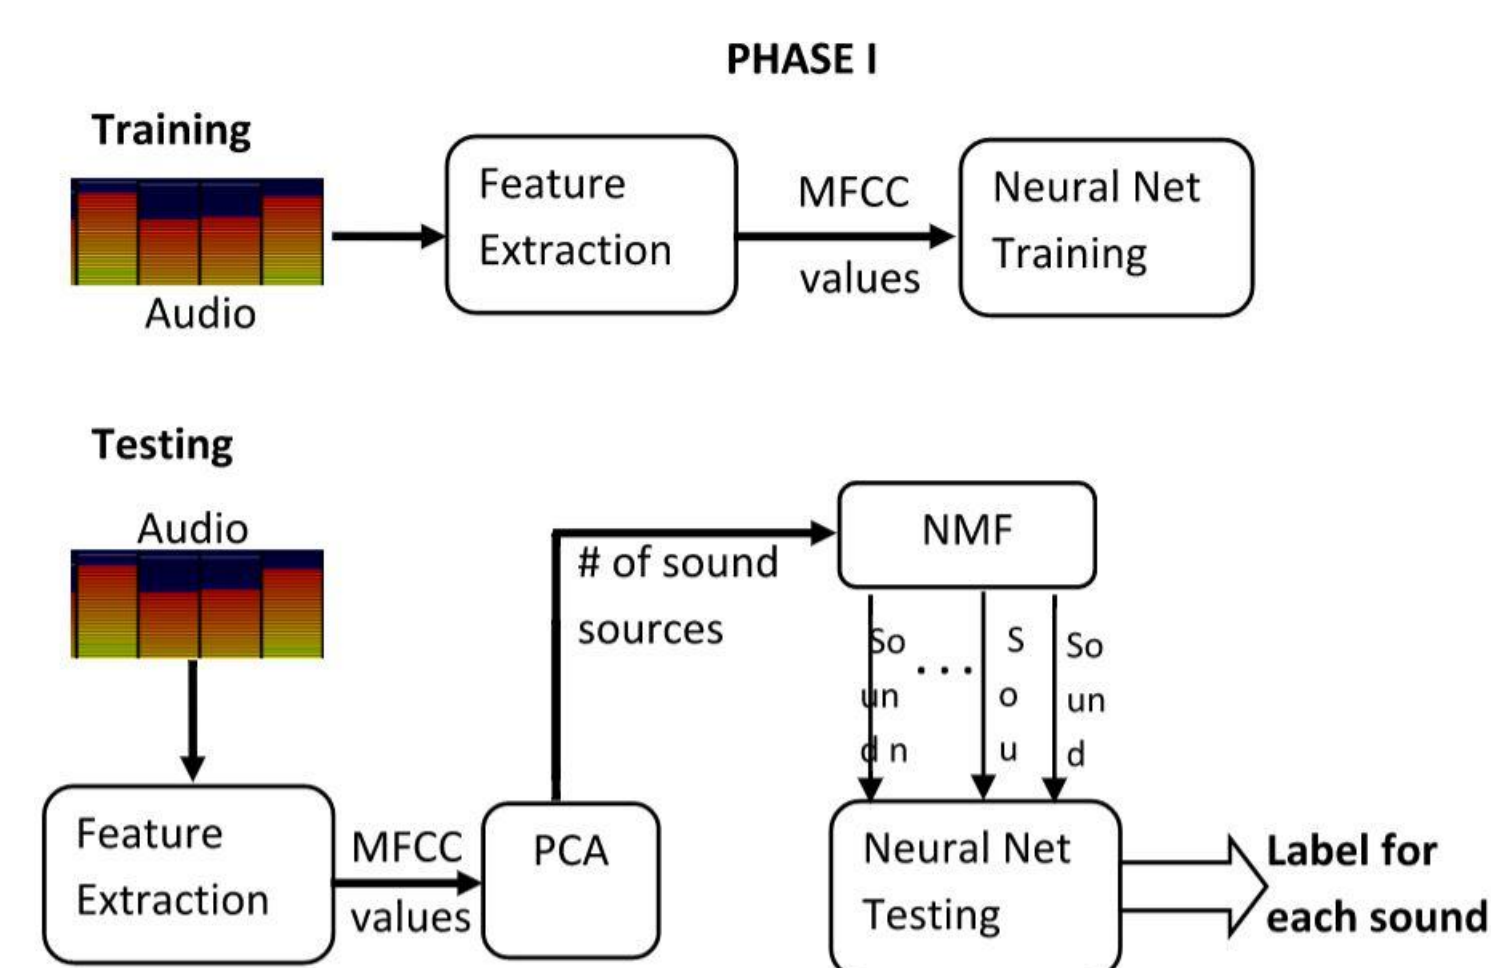 PHASE I
Training
Audio
Feature
Extraction
MFCC
values
Neural Net
Training
Testing
Audio
Feature
Extraction
MFCC
values
PCA
# of sound
sources
NMF
So
un
d n
...
S
o
u
So
un
d
Neural Net
Testing
Label for
each sound